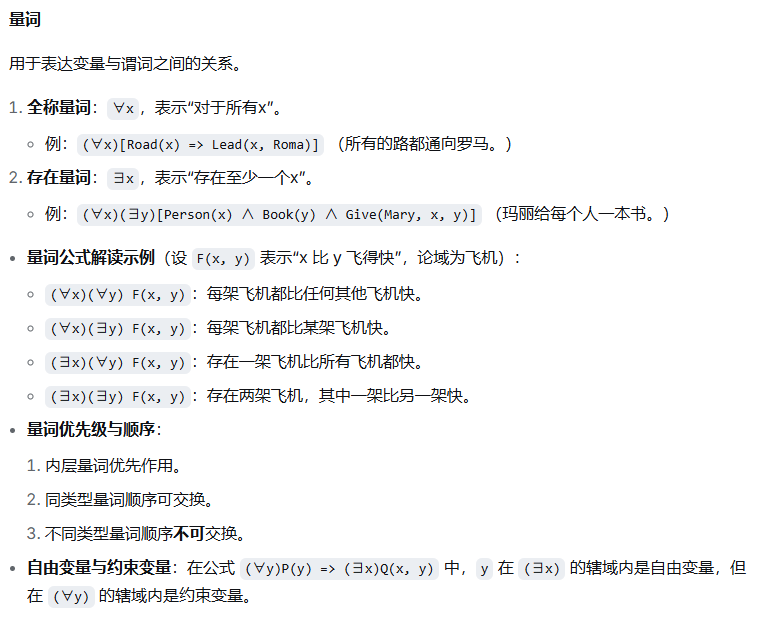 量词
用于表达变量与谓词之间的关系。
1. 全称量词： ∀x ，表示“对于所有x”。
○ 例： (∀x)[Road(x) => Lead(x, Roma)] （所有的路都通向罗马。）
2. 存在量词： ∃x ，表示“存在至少一个x”。
○ 例： (∀x)(∃y)[Person(x) ∧ Book(y) ∧ Give(Mary, x, y)] （玛丽给每个人一本书。）
• 量词公式解读示例（设 F(x, y) 表示“x 比 y 飞得快”，论域为飞机）：
○ (∀x)(∀y) F(x, y) ：每架飞机都比任何其他飞机快。
○ (∀x)(∃y) F(x, y) ：每架飞机都比某架飞机快。
○ (∃x)(∀y) F(x, y) ：存在一架飞机比所有飞机都快。
○ (∃x)(∃y) F(x, y) ：存在两架飞机，其中一架比另一架快。
• 量词优先级与顺序：
1. 内层量词优先作用。
2. 同类型量词顺序可交换。
3. 不同类型量词顺序不可交换。
• 自由变量与约束变量：在公式 (∀y)P(y) => (∃x)Q(x, y) 中， y 在 (∃x) 的辖域内是自由变量，但
在 (∀y) 的辖域内是约束变量。